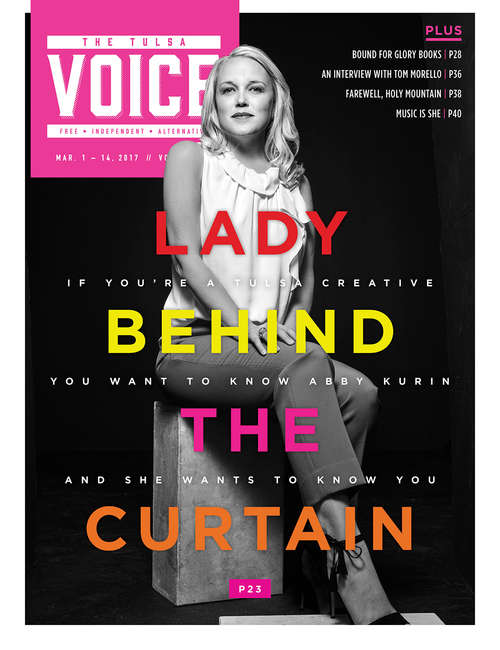 THE TULSA
VOICE
FREE • INDEPENDENT • ALTERNATIVE
MAR. 1 – 14, 2017 //
PLUS
BOUND FOR GLORY BOOKS | P28
AN INTERVIEW WITH TOM MORELLO | P36
FAREWELL, HOLY MOUNTAIN | P38
MUSIC IS SHE | P40
LADY
IF YOU'RE A TULSA CREATIVE
BEHIND
YOU WANT TO KNOW ABBY KURIN
THE
AND SHE WANTS TO KNOW YOU
CURTAIN
P23